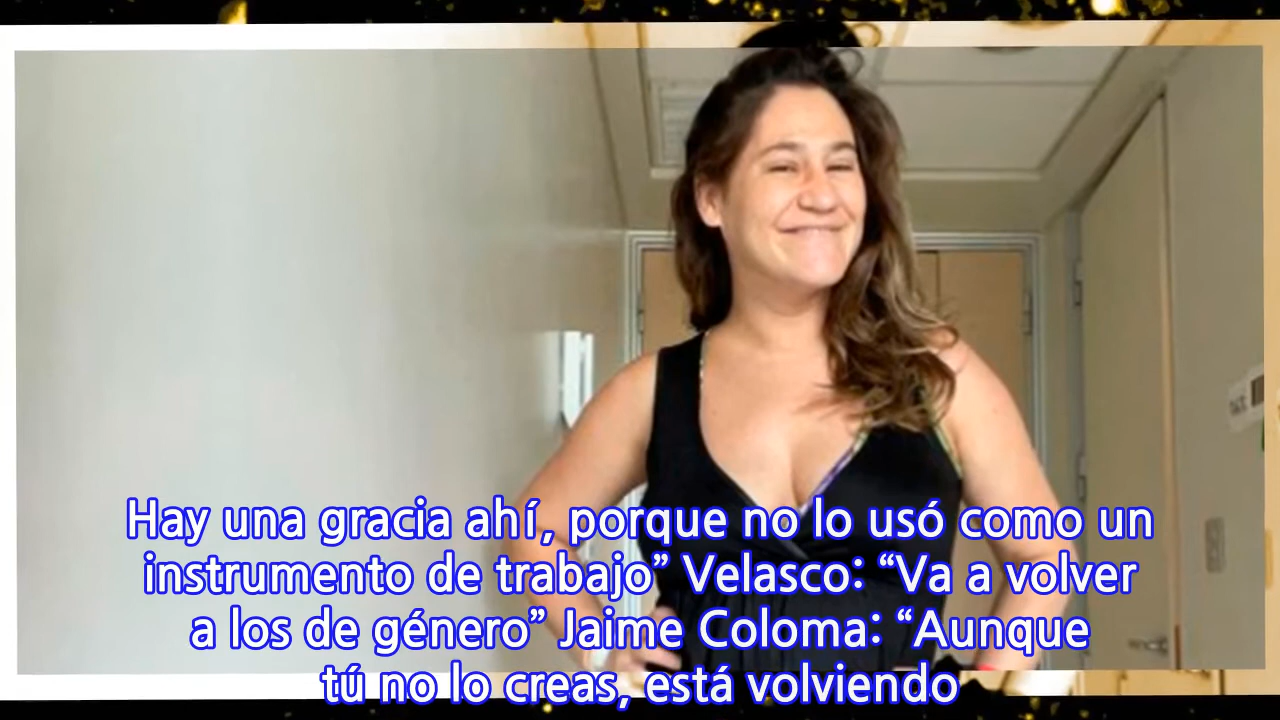 Hay una gracia ahí, porque no lo usó como un
instrumento de trabajo” Velasco: “Va a volver
a los de género” Jaime Coloma: “Aunque
tú no lo creas, está volviendo